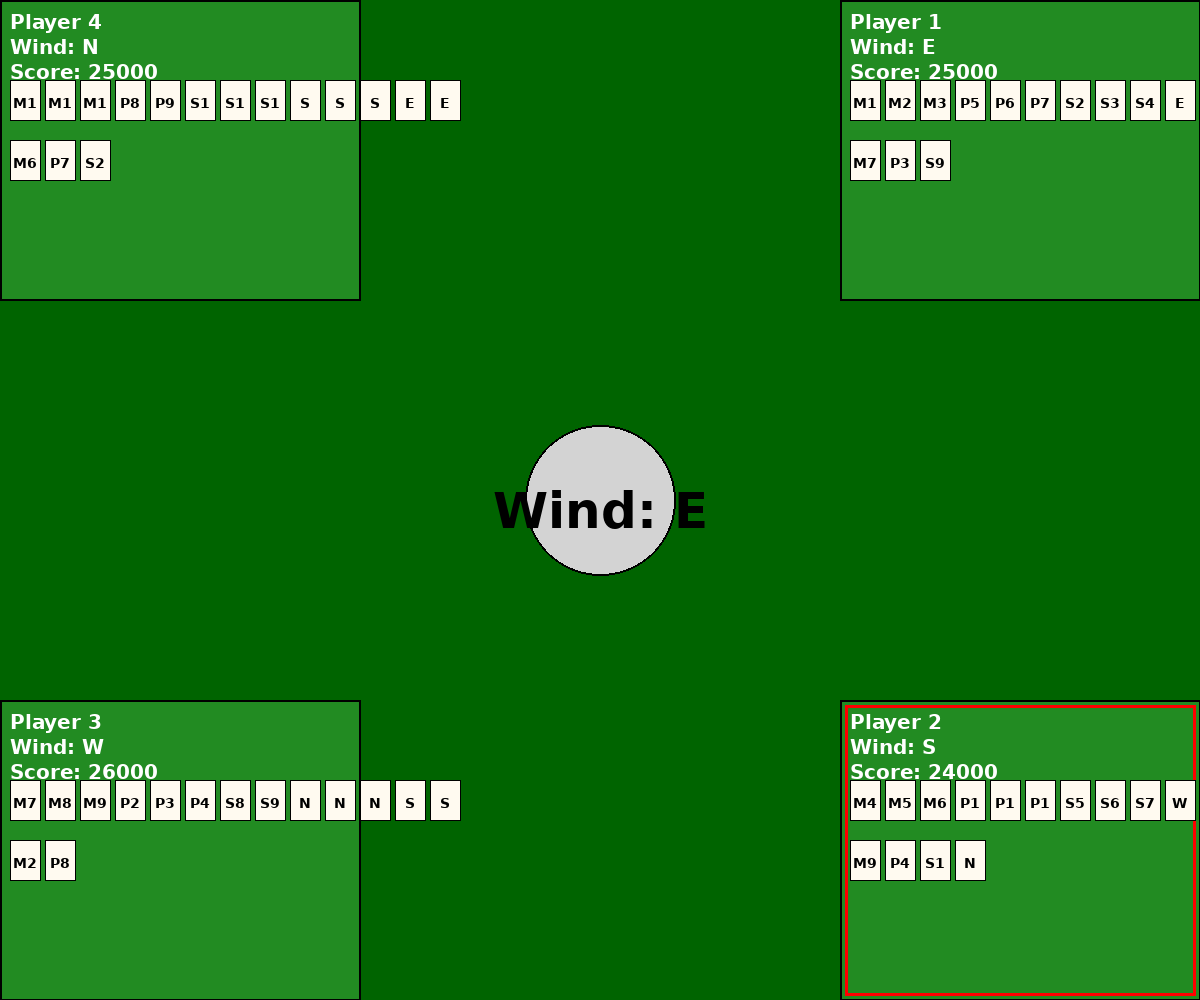 Player 4
Wind: N
Score: 25000
M1 M1 M1 P8 P9 S1 S1 S1 S S S E E
M6 P7 S2
Player 1
Wind: E
Score: 25000
M1 M2 M3 P5 P6 P7 S2 S3 S4 E
M7 P3 S9
Wind: E
Player 3
Wind: W
Score: 26000
M7 M8 M9 P2 P3 P4 S8 S9 N N N S S
M2 P8
Player 2
Wind: S
Score: 24000
M4 M5 M6 P1 P1 P1 S5 S6 S7 W
M9 P4 S1 N